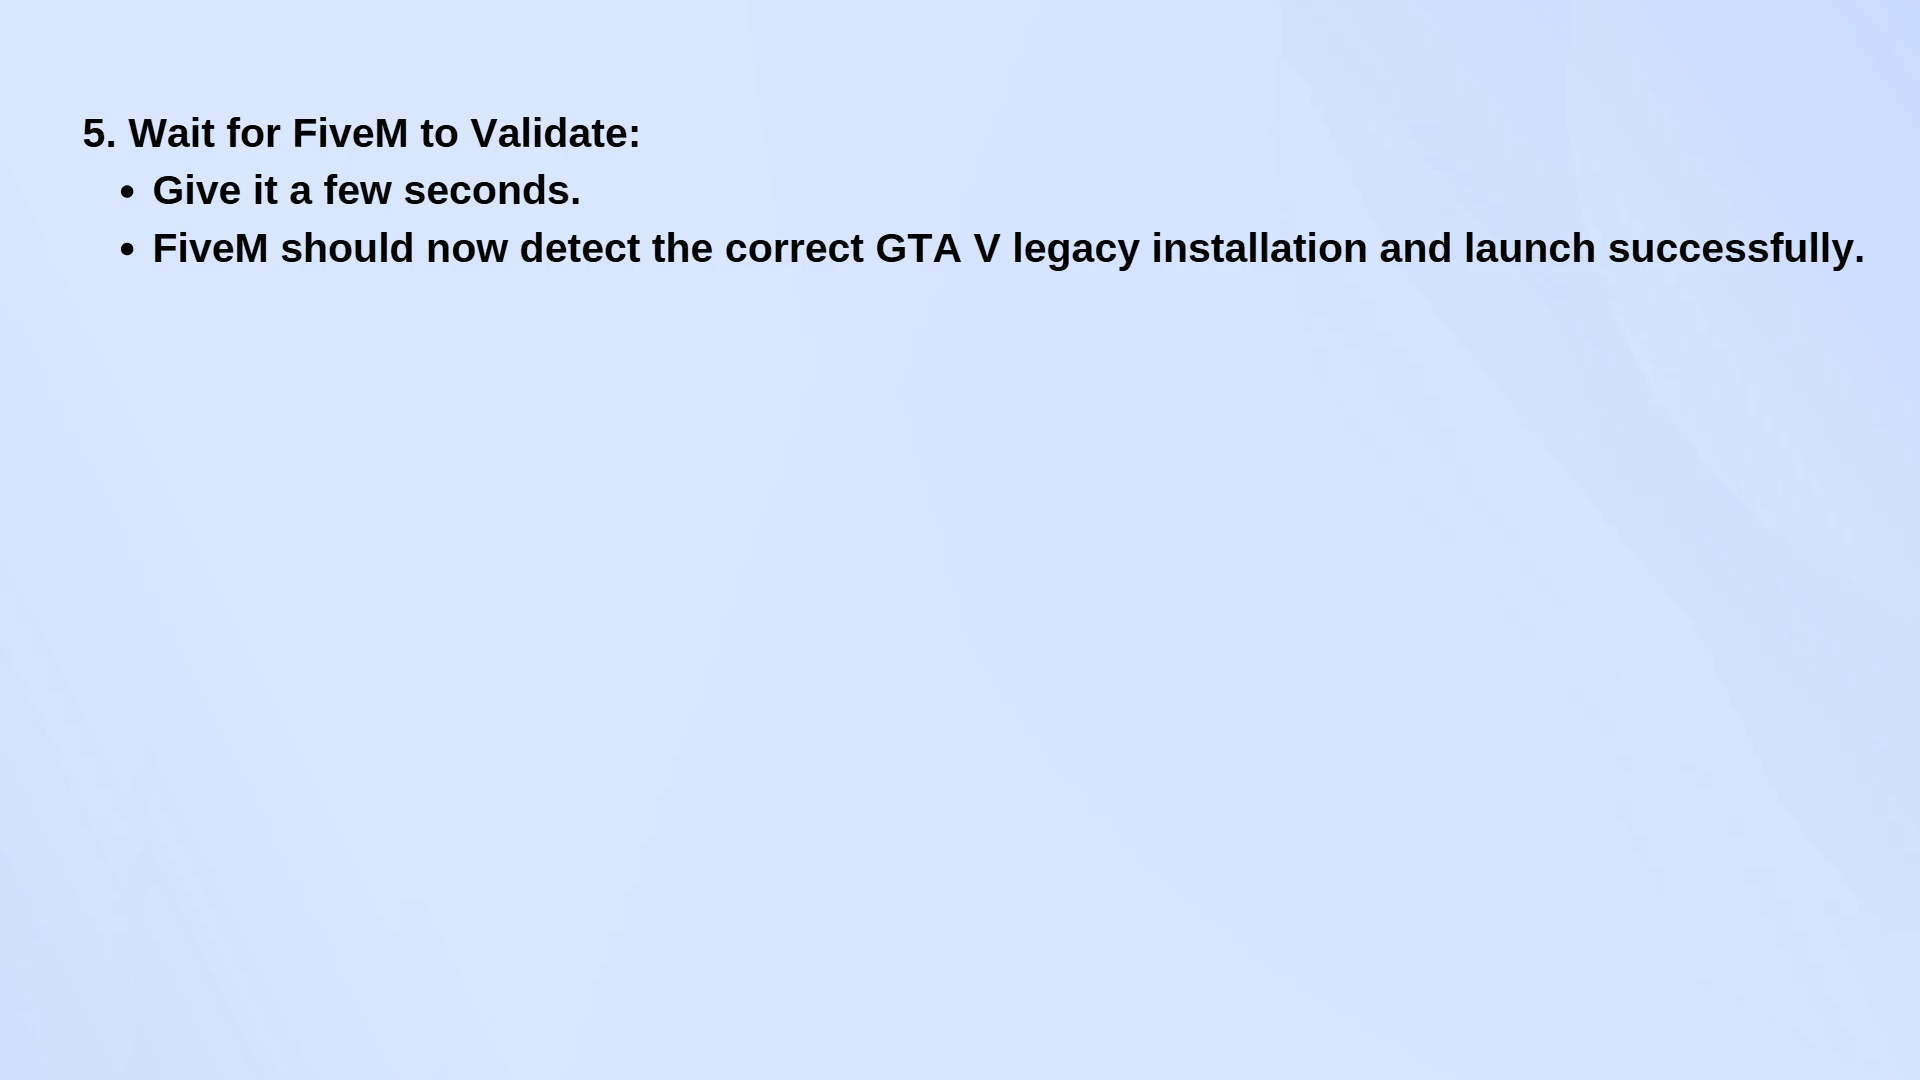 5. Wait for FiveM to Validate:
• Give it a few seconds.
• FiveM should now detect the correct GTA V legacy installation and launch successfully.